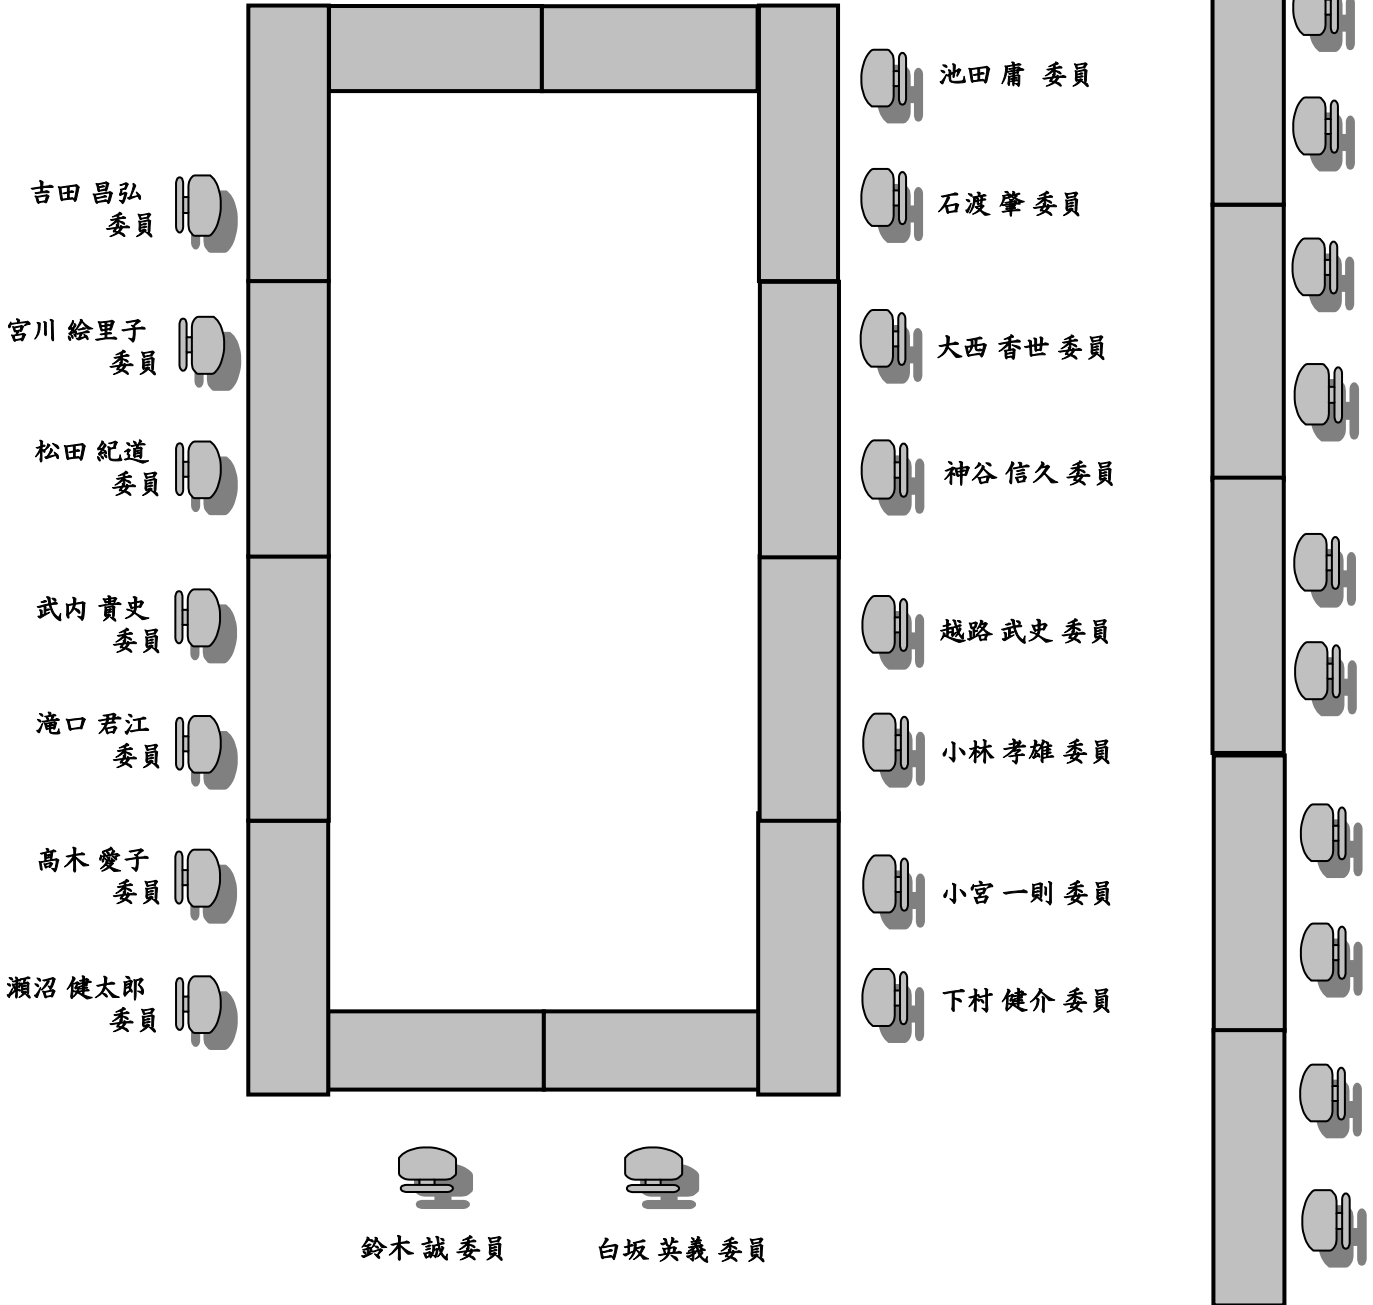 池田 庸 委員
吉田 昌弘
委員
石渡 肇 委員
宮川 絵里子
委員
大西 香世 委員
松田 紀道
委員
神谷 信久 委員
武内 貴史
委員
越路 武史 委員
滝口 君江
委員
小林 孝雄 委員
髙木 愛子
委員
小宮 一則 委員
瀬沼 健太郎
委員
下村 健介 委員
鈴木 誠 委員
白坂 英義 委員